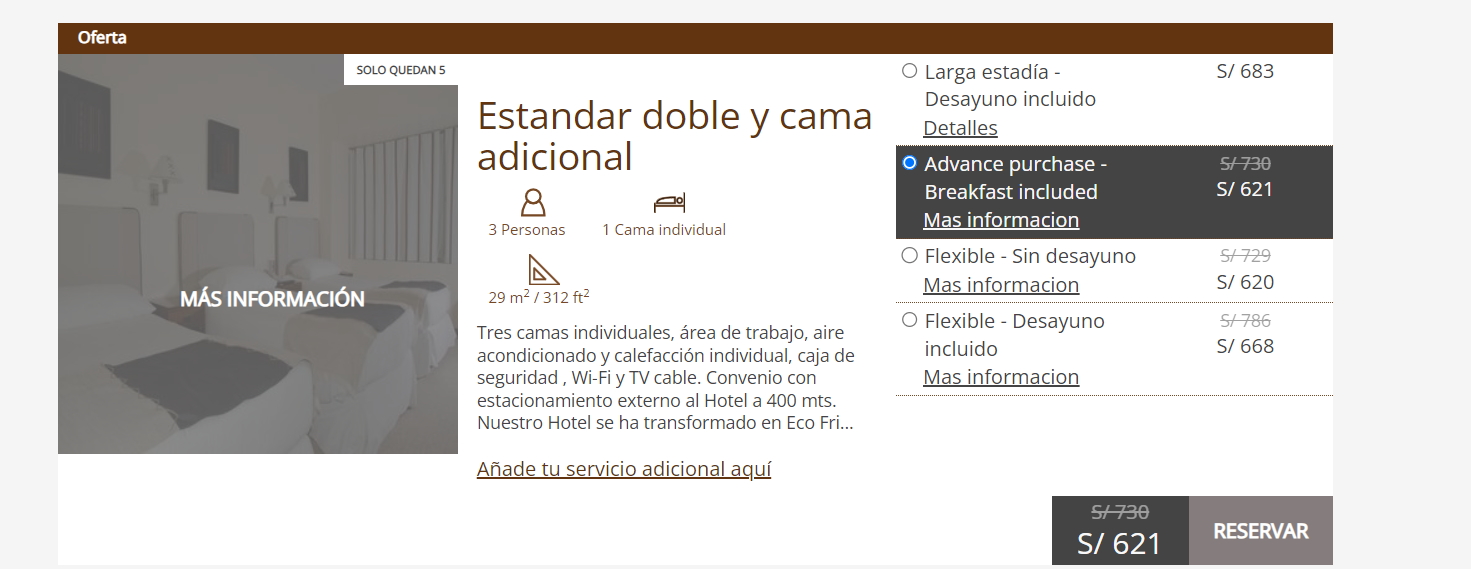 Oferta
SOLO QUEDAN 5
MÁS INFORMACIÓN
Estandar doble y cama
adicional
3 Personas
1 Cama individual
29 m² / 312 ft²
Tres camas individuales, área de trabajo, aire
acondicionado y calefacción individual, caja de
seguridad , Wi-Fi y TV cable. Convenio con
estacionamiento externo al Hotel a 400 mts.
Nuestro Hotel se ha transformado en Eco Fri...
Añade tu servicio adicional aquí
Larga estadía -
Desayuno incluido
Detalles
S/ 683
Advance purchase -
Breakfast included
Mas informacion
S/ 730
S/ 621
Flexible - Sin desayuno
Mas informacion
S/ 729
S/ 620
Flexible - Desayuno
incluido
Mas informacion
S/ 786
S/ 668
S/ 730
S/ 621
RESERVAR